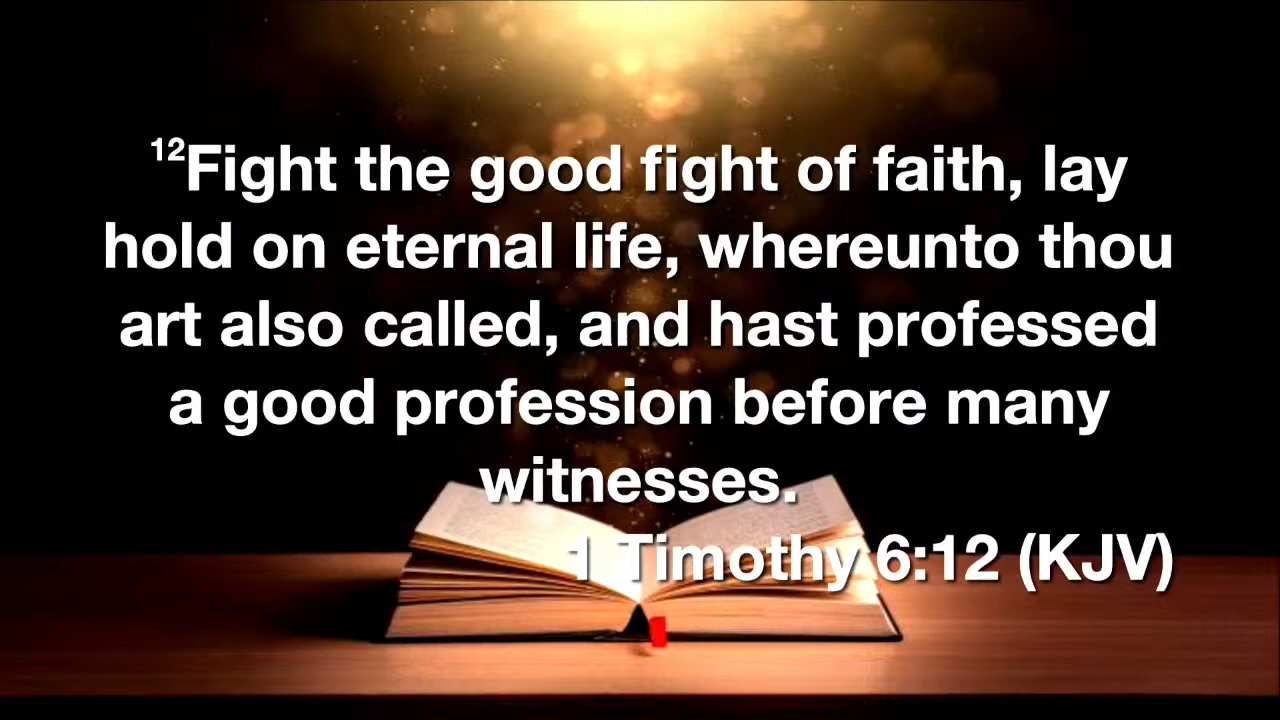 12Fight the good fight of faith, lay
hold on eternal life, whereunto thou
art also called, and hast professed
a good profession before many
witnesses.
1 Timothy 6:12 (KJV)